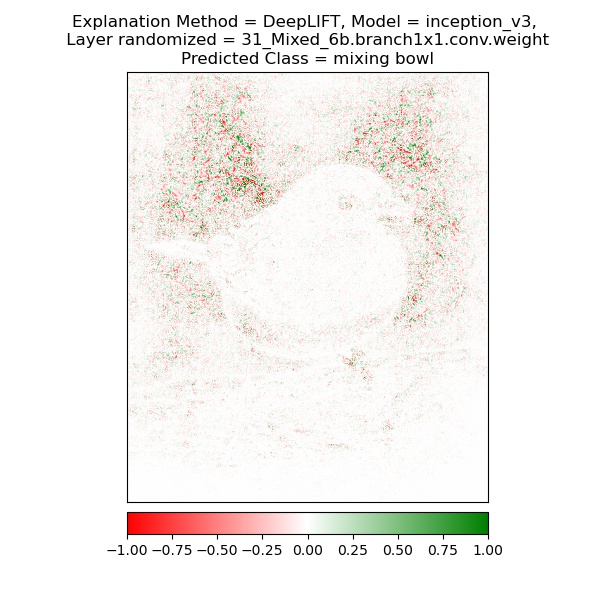 Explanation Method = DeepLIFT, Model = inception_v3,
Layer randomized = 31_Mixed_6b.branch1x1.conv.weight
Predicted Class = mixing bowl
−1.00 −0.75 −0.50 −0.25 0.00 0.25 0.50 0.75 1.00